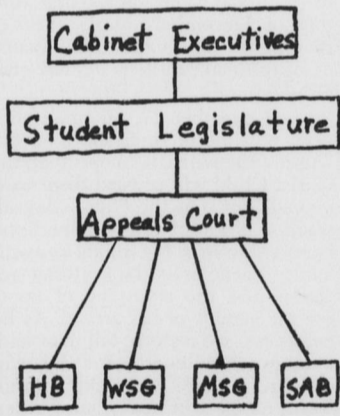 Cabinet Executives
Student Legislature
Appeals Court
HB WSG MSG SAB